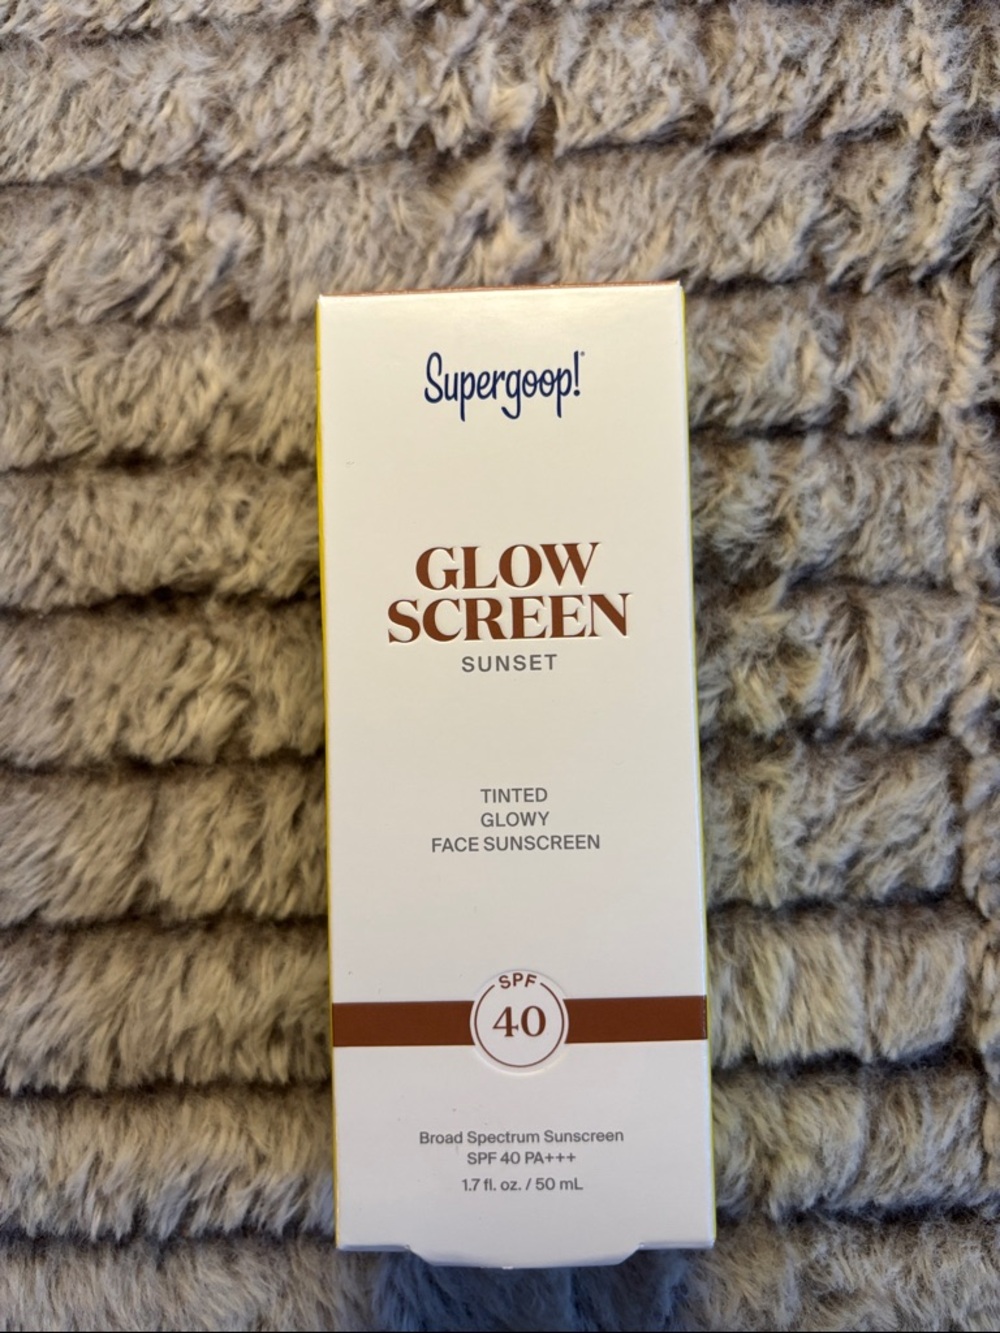 Supergoop!
GLOW
SCREEN
SUNSET
TINTED
GLOWY
FACE SUNSCREEN
SPF
40
Broad Spectrum Sunscreen
SPF 40 PA+++
1.7 fl. oz. / 50 mL